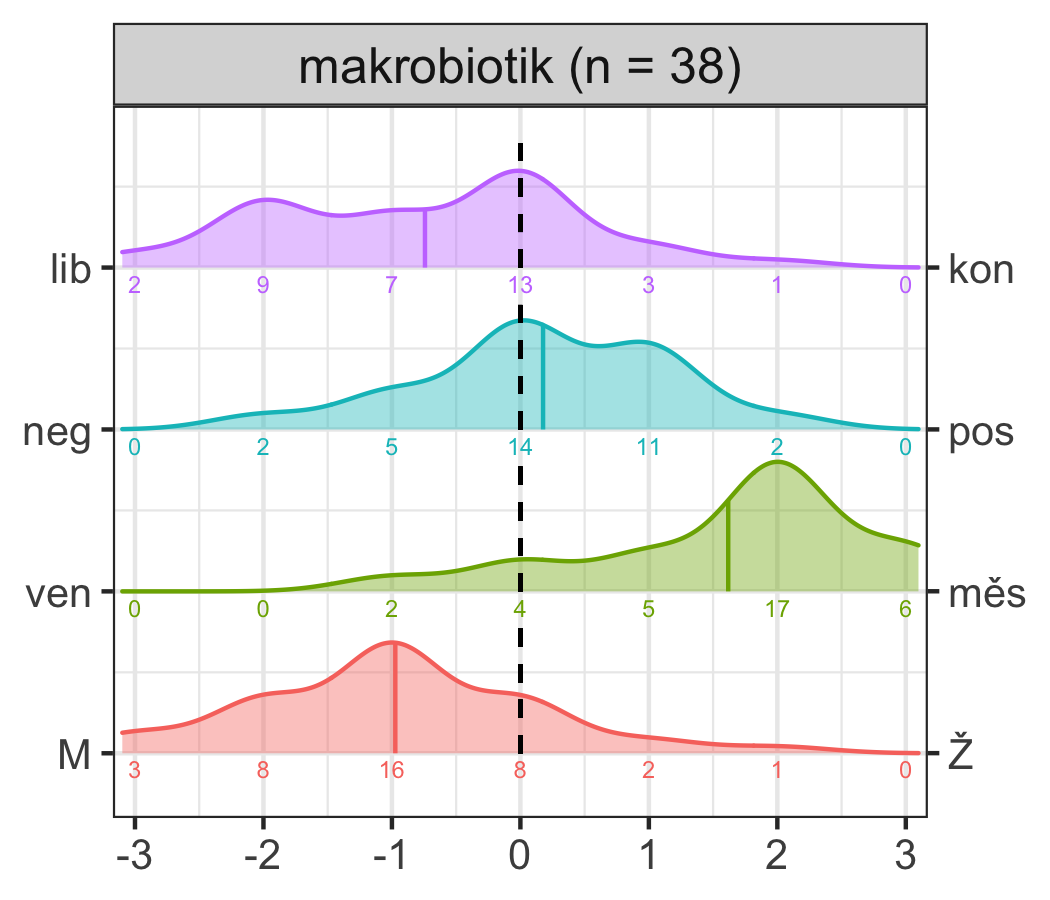 makrobiotik (n = 38)
lib kon
2 9 7 13 3 1 0
neg pos
0 2 5 14 11 2 0
ven měs
0 0 2 4 5 17 6
M Ž
3 8 16 8 2 1 0
-3 -2 -1 0 1 2 3